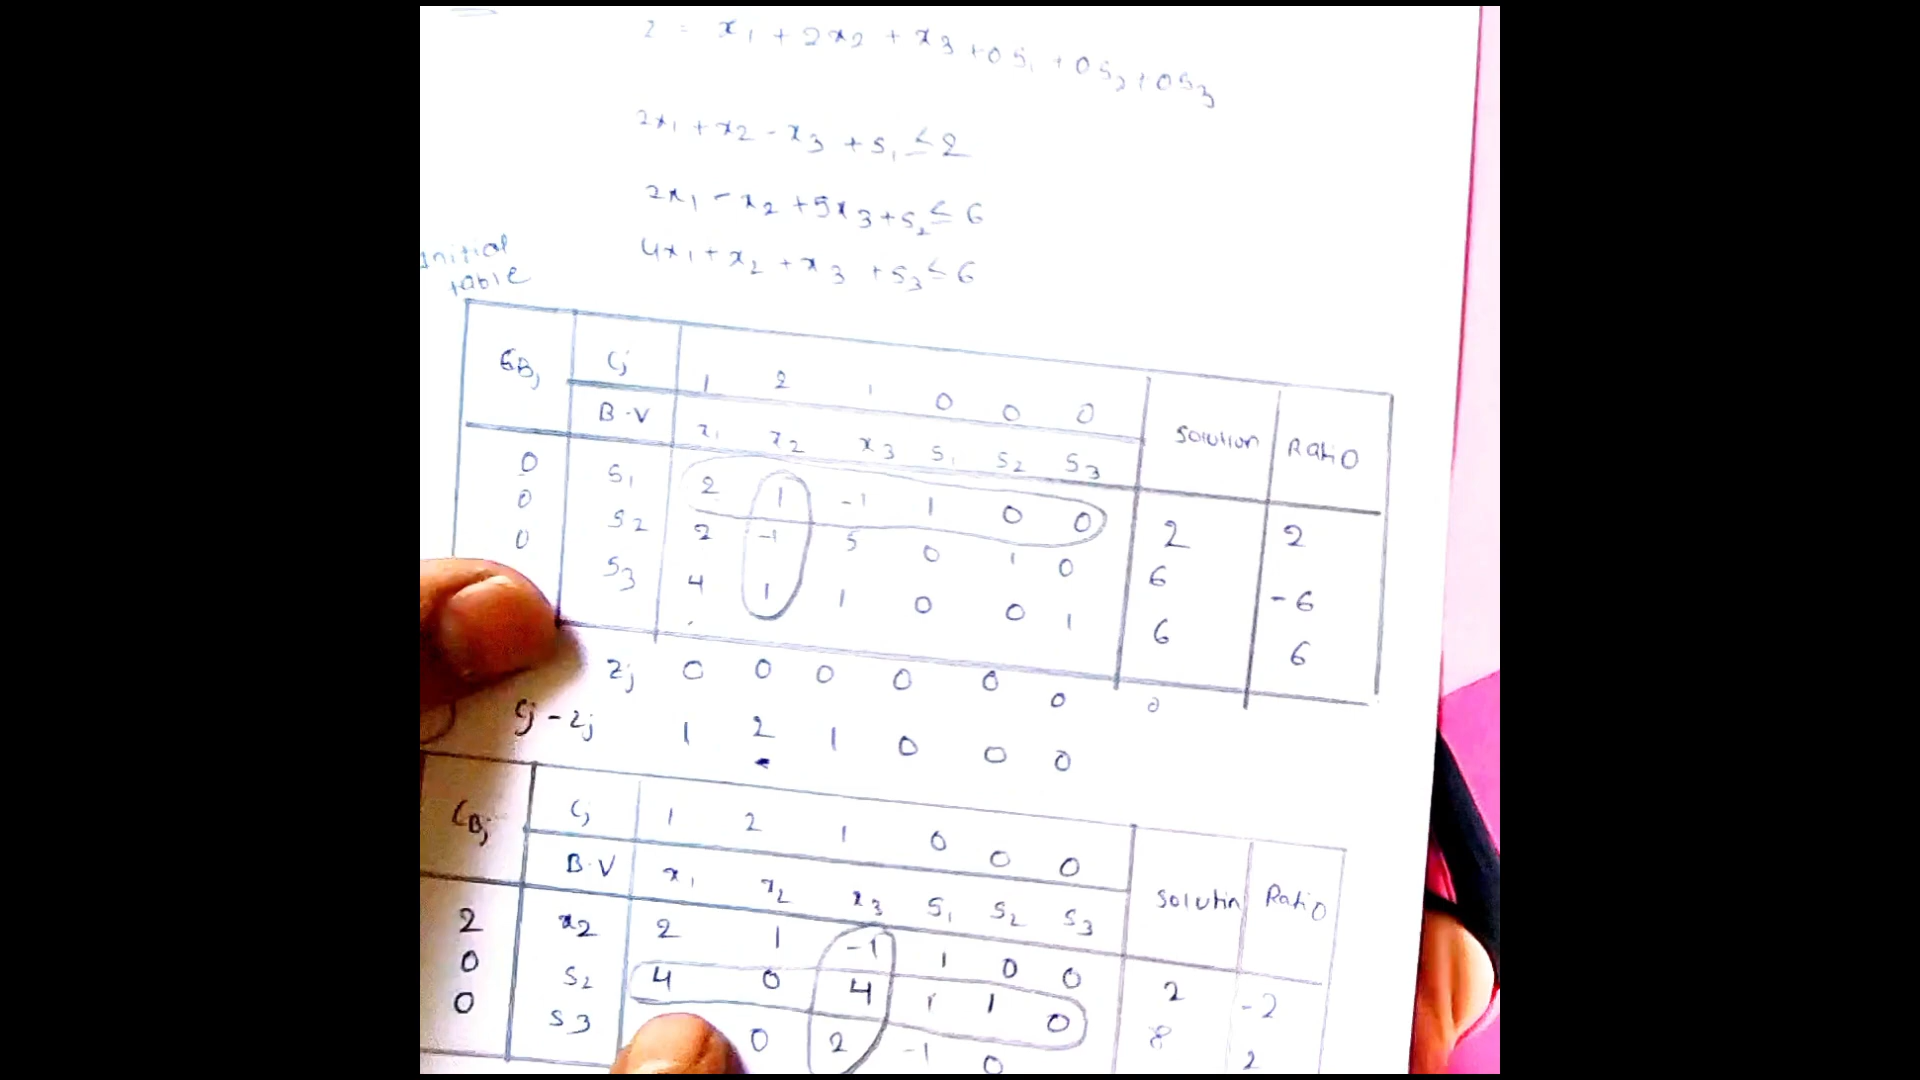 z = x1 + 2x2 + x3 + 0s1 + 0s2 + 0s3
2x1 + x2 - x3 + s1 ≤ 2
2x1 - x2 + 5x3 + s2 ≤ 6
4x1 + x2 + x3 + s3 ≤ 6
Initial
table
CBj Cj 1 2 1 0 0 0 Solution Ratio
B.V x1 x2 x3 s1 s2 s3
0 s1 2 1 -1 1 0 0 2 2
0 s2 2 -1 5 0 1 0 6 -6
0 s3 4 1 1 0 0 1 6 6
zj 0 0 0 0 0 0 0
Cj - zj 1 2 1 0 0 0
CBj Cj 1 2 1 0 0 0 Solutin Ratio
B.V x1 x2 x3 s1 s2 s3
2 x2 2 1 -1 1 0 0 2 -2
0 s2 4 0 4 1 1 0 8 2
0 s3 0 2 -1 0